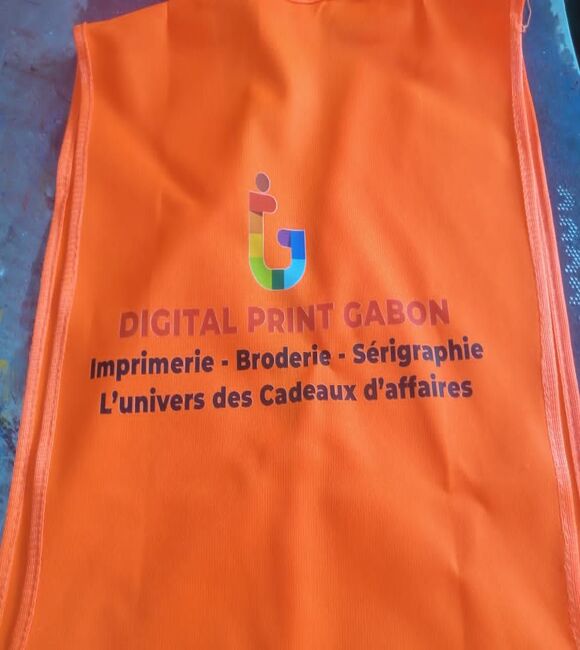 DIGITAL PRINT GABON
Imprimerie - Broderie - Sérigraphie
L'univers des Cadeaux d'affaires